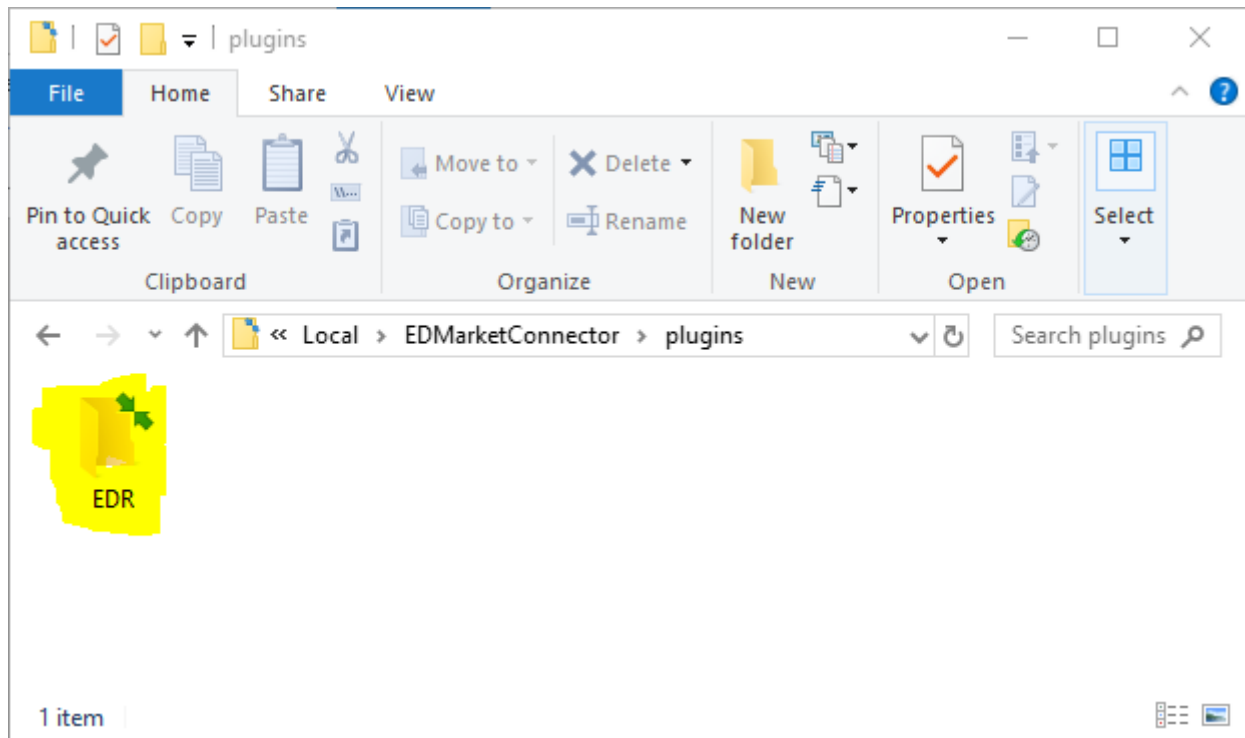 plugins
File Home Share View
Pin to Quick access
Copy
Paste
Clipboard
Move to
Copy to
Delete
Rename
Organize
New folder
New
Properties
Open
Select
« Local > EDMarketConnector > plugins
Search plugins
EDR
1 item